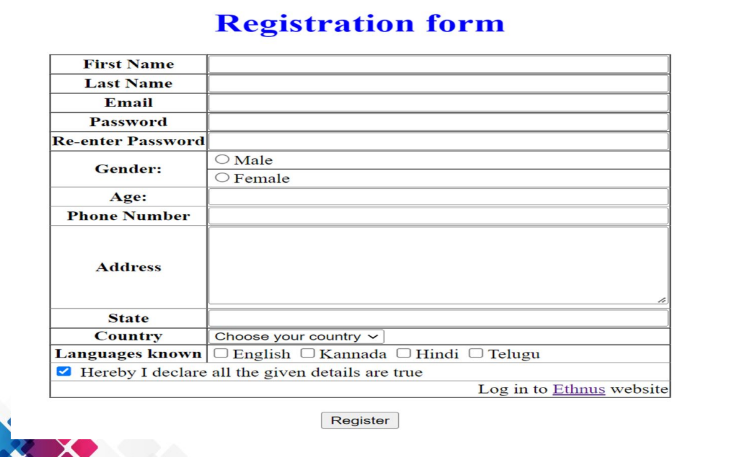 Registration form
First Name
Last Name
Email
Password
Re-enter Password
Gender:
Male
Female
Age:
Phone Number
Address
State
Country Choose your country
Languages known English Kannada Hindi Telugu
Hereby I declare all the given details are true
Log in to Ethnus website
Register